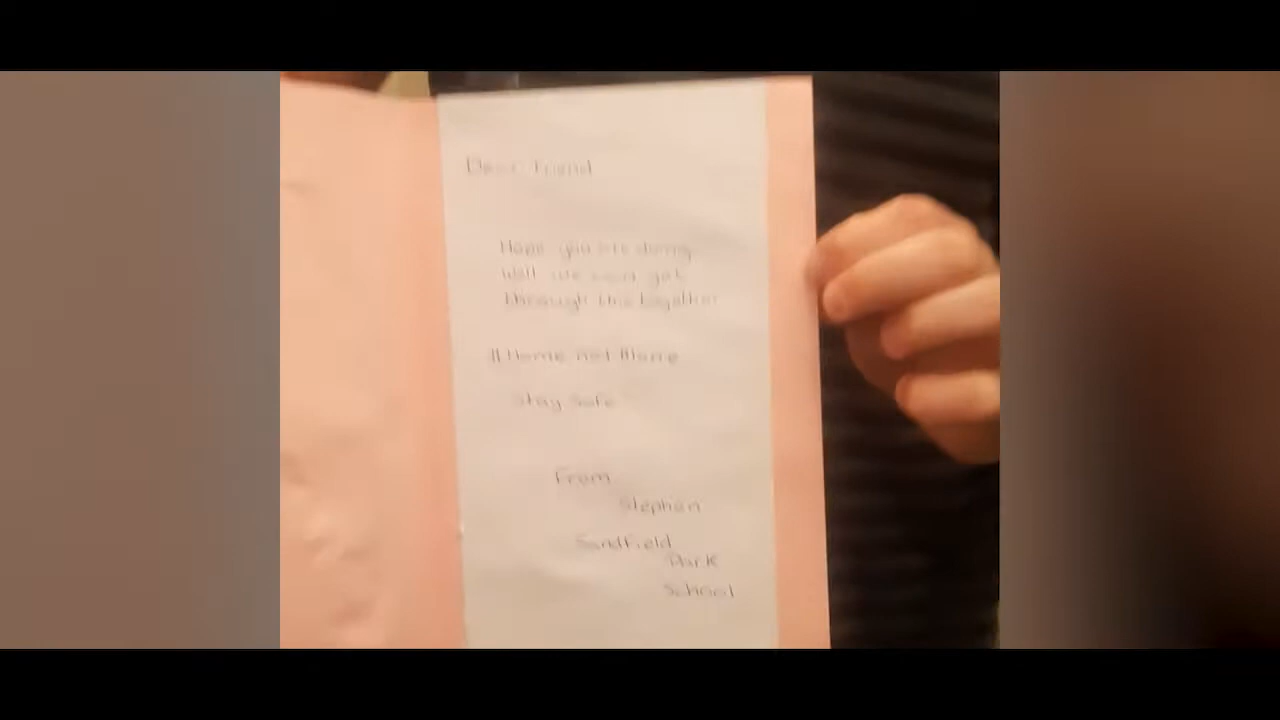 Dear friend
Hope you are doing
Well we will get
through this together
#Home not Alone
Stay Safe
From
Stephen
Sandfield
Park
School